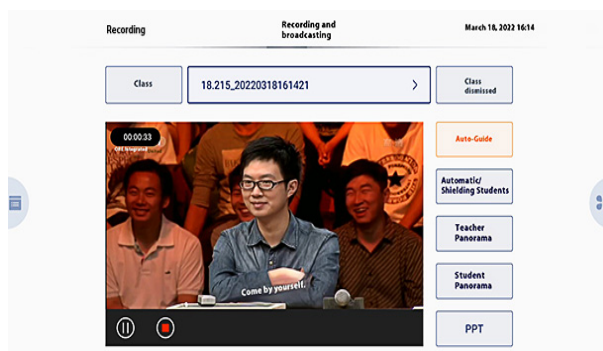 Recording
Recording and
broadcasting
March 18, 2022 16:14
Class
18.215_20220318161421
Class
dismissed
00:00:33
Auto-Guide
Automatic/
Shielding Students
Teacher
Panorama
Student
Panorama
Come by yourself.
PPT